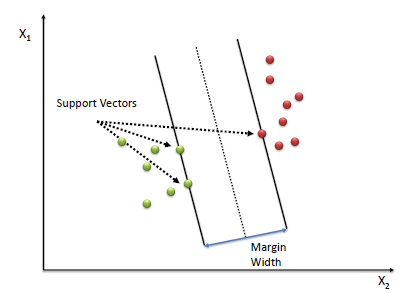 X1
Support Vectors
Margin
Width
X2